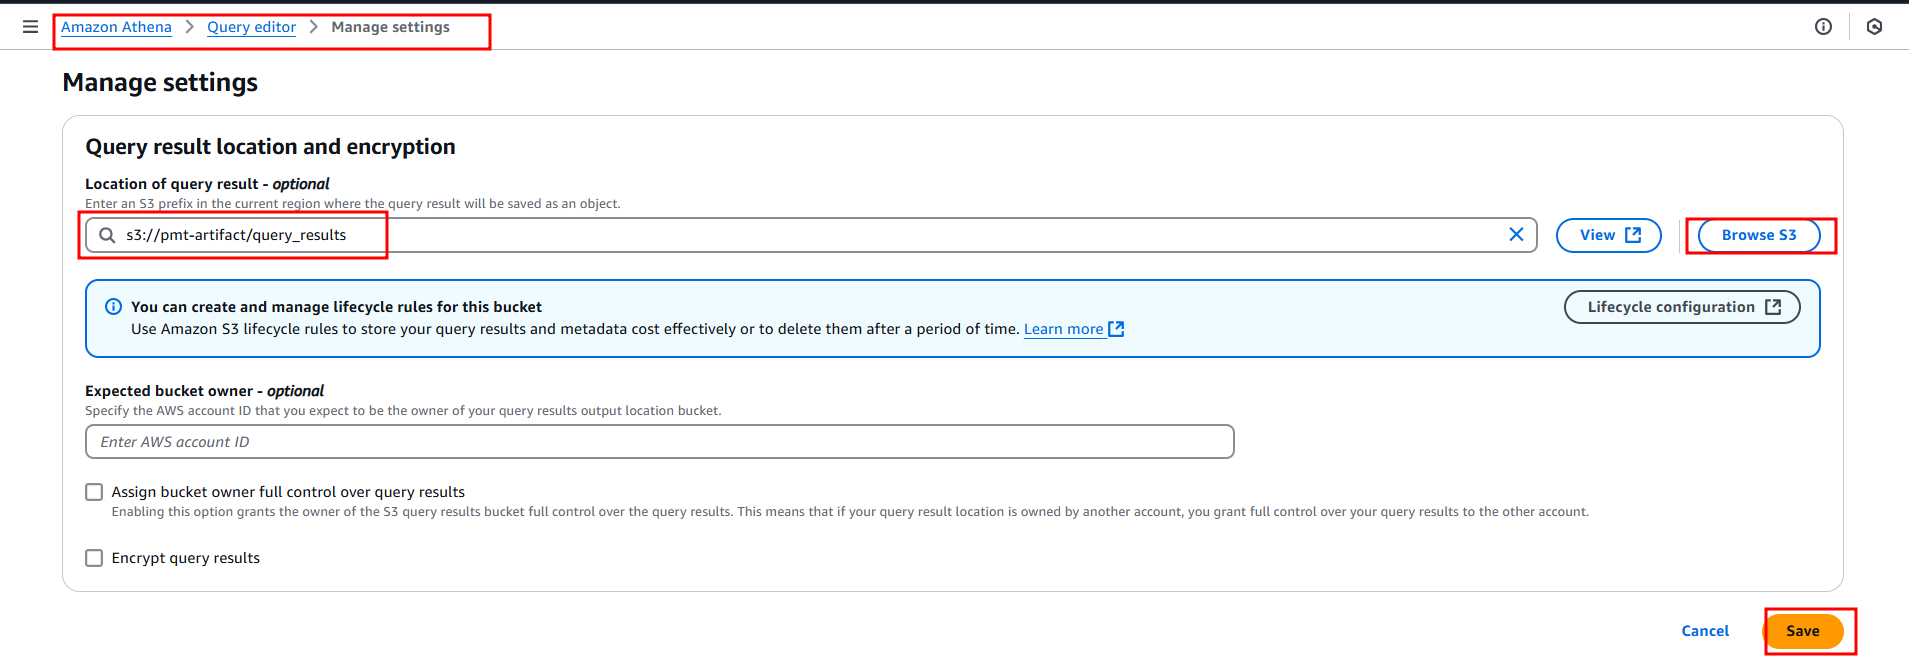 Amazon Athena > Query editor > Manage settings
Manage settings
Query result location and encryption
Location of query result - optional
Enter an S3 prefix in the current region where the query result will be saved as an object.
s3://pmt-artifact/query_results
View
Browse S3
You can create and manage lifecycle rules for this bucket
Use Amazon S3 lifecycle rules to store your query results and metadata cost effectively or to delete them after a period of time. Learn more
Lifecycle configuration
Expected bucket owner - optional
Specify the AWS account ID that you expect to be the owner of your query results output location bucket.
Enter AWS account ID
Assign bucket owner full control over query results
Enabling this option grants the owner of the S3 query results bucket full control over the query results. This means that if your query result location is owned by another account, you grant full control over your query results to the other account.
Encrypt query results
Cancel
Save